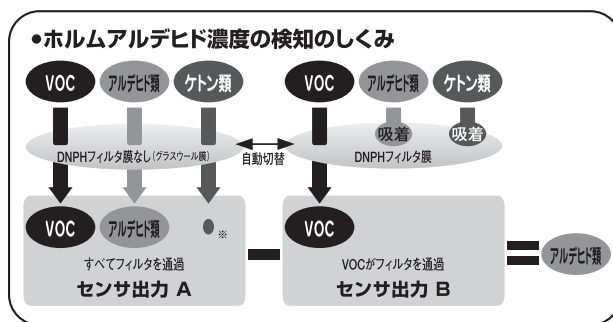 ●ホルムアルデヒド濃度の検知のしくみ
VOC アルデヒド類 ケトン類
VOC アルデヒド類 ケトン類
吸着 吸着
DNPHフィルタ膜なし(グラスウール膜)
自動切替
DNPHフィルタ膜
VOC アルデヒド類 ※
すべてフィルタを通過
センサ出力 A
VOC
VOCがフィルタを通過
センサ出力 B
アルデヒド類